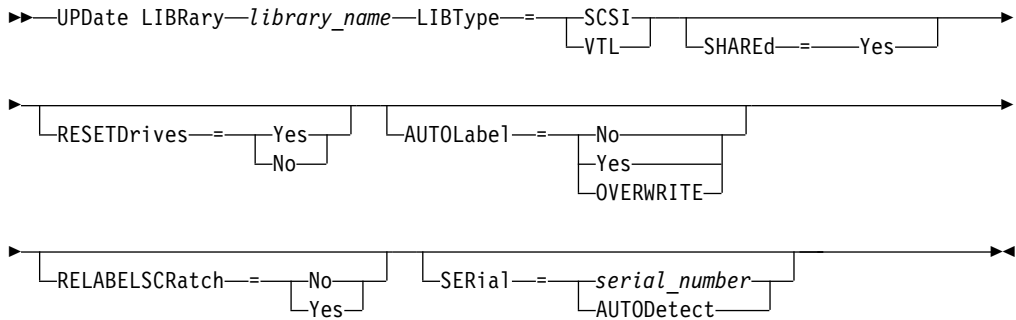 UPDate LIBRary library_name LIBType = SCSI
VTL
SHAREd = Yes
RESETDrives = Yes
No
AUTOLabel = No
Yes
OVERWRITE
RELABELSCRatch = No
Yes
SERial = serial_number
AUTODetect